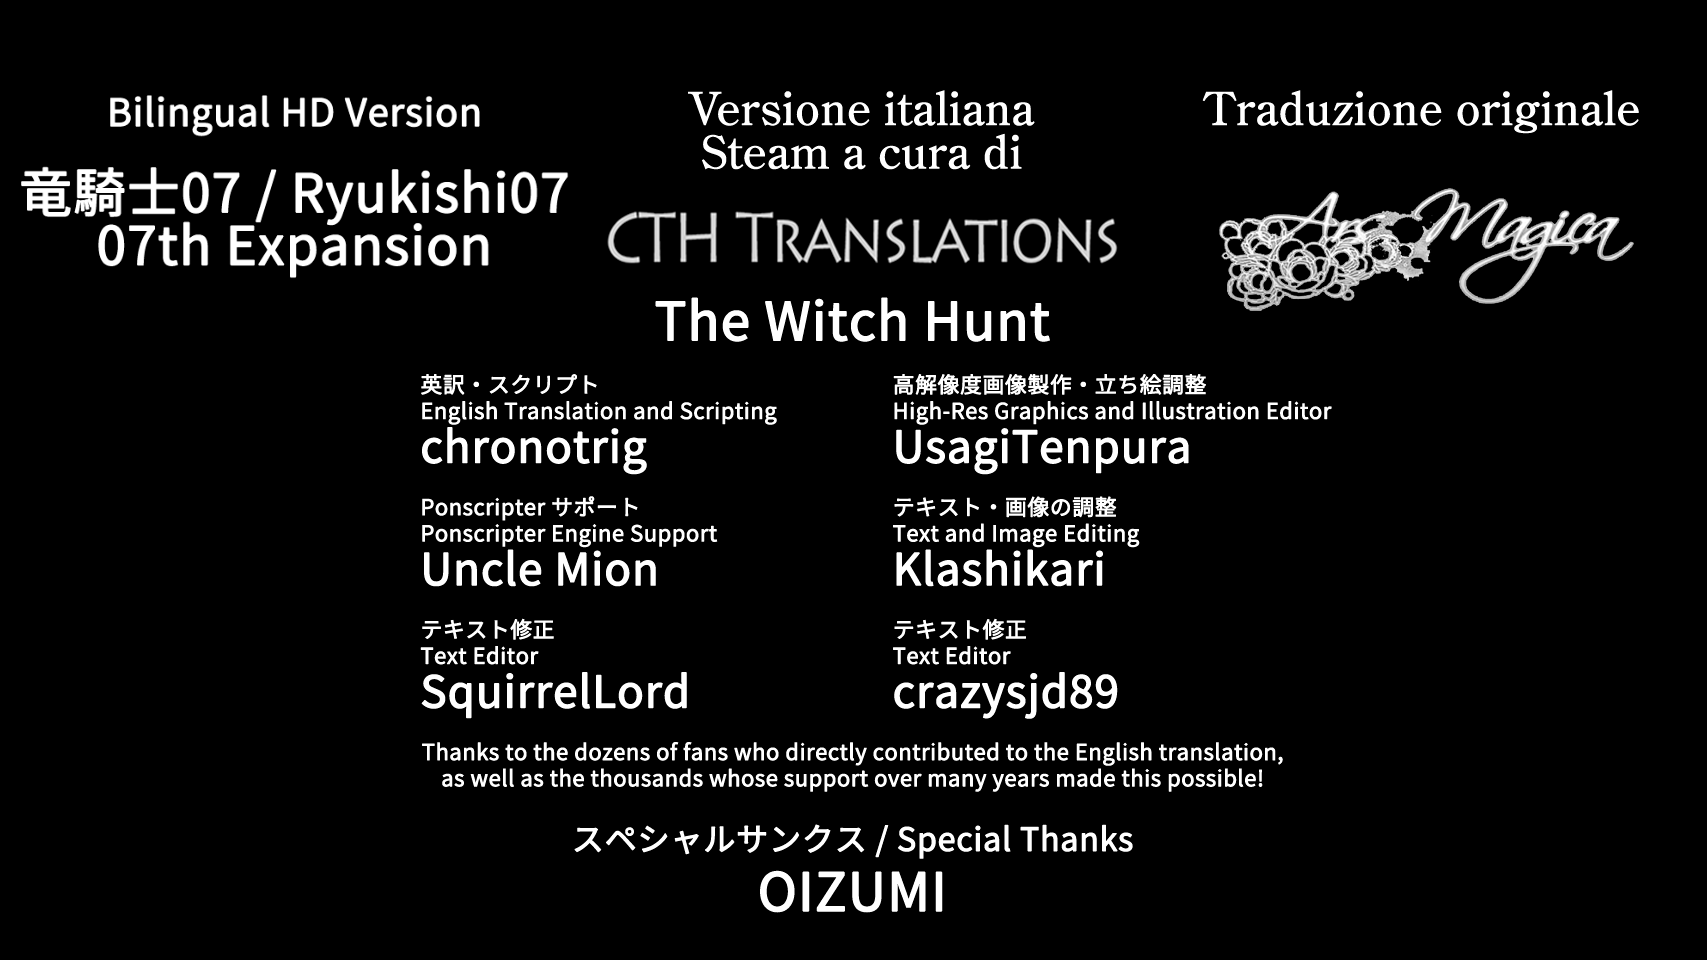 Bilingual HD Version
竜騎士07 / Ryukishi07
07th Expansion
Versione italiana
Steam a cura di
CTH TRANSLATIONS
Traduzione originale
Ars Magica
The Witch Hunt
英訳・スクリプト
English Translation and Scripting
chronotrig
高解像度画像製作・立ち絵調整
High-Res Graphics and Illustration Editor
UsagiTenpura
Ponscripter サポート
Ponscripter Engine Support
Uncle Mion
テキスト・画像の調整
Text and Image Editing
Klashikari
テキスト修正
Text Editor
SquirrelLord
テキスト修正
Text Editor
crazysjd89
Thanks to the dozens of fans who directly contributed to the English translation,
as well as the thousands whose support over many years made this possible!
スペシャルサンクス / Special Thanks
OIZUMI